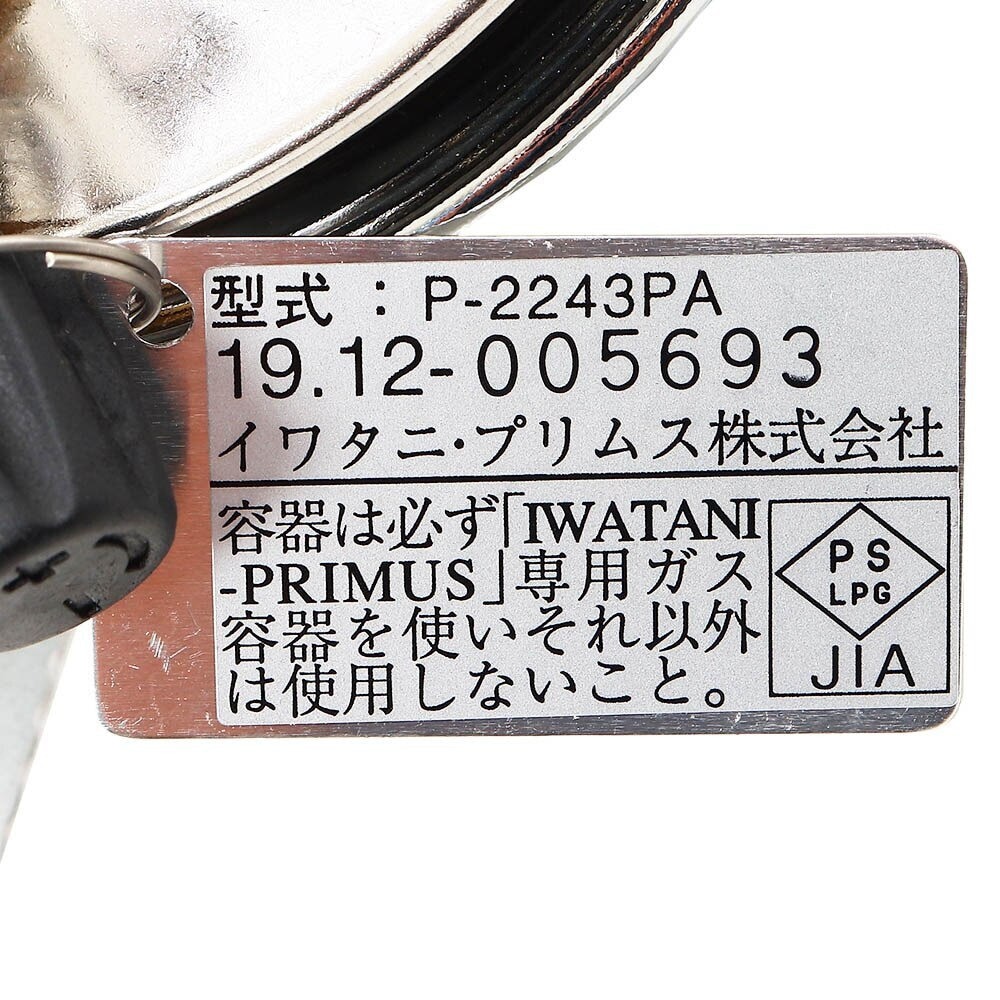 型式：P-2243PA
19.12-005693
イワタニ・プリムス株式会社
容器は必ず「IWATANI
-PRIMUS」専用ガス
容器を使いそれ以外
は使用しないこと。
PS
LPG
JIA